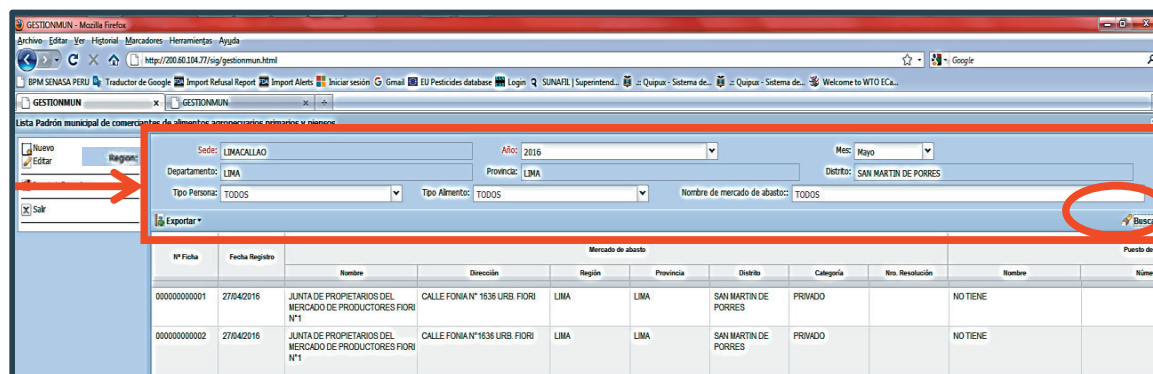 GESTIONMUN - Mozilla Firefox
Archivo Editar Ver Historial Marcadores Herramientas Ayuda
http://200.60.104.77/sig/gestionmun.html
Google
BPM SENASA PERU Traductor de Google Import Refusal Report Import Alerts Iniciar sesión Gmail EU Pesticides database Login SUNAFIL | Superintend... .:: Quipux - Sistema de... .:: Quipux - Sistema de... Welcome to WTO ECa...
GESTIONMUN x GESTIONMUN x
Lista Padrón municipal de comerciantes de alimentos agropecuarios primarios y piensos
Nuevo
Editar
Region:
Salir
Sede: LIMACALLAO Año: 2016 Mes: Mayo
Departamento: LIMA Provincia: LIMA Distrito: SAN MARTIN DE PORRES
Tipo Persona: TODOS Tipo Alimento: TODOS Nombre de mercado de abasto:: TODOS
Exportar Busca
Nº Ficha Fecha Registro Mercado de abasto Puesto de
Nombre Dirección Región Provincia Distrito Categoría Nro. Resolución Nombre Núme
000000000001 27/04/2016 JUNTA DE PROPIETARIOS DEL CALLE FONIA N° 1636 URB. FIORI LIMA LIMA SAN MARTIN DE PRIVADO NO TIENE
MERCADO DE PRODUCTORES FIORI PORRES
N°1
000000000002 27/04/2016 JUNTA DE PROPIETARIOS DEL CALLE FONIA N°1636 URB. FIORI LIMA LIMA SAN MARTIN DE PRIVADO NO TIENE
MERCADO DE PRODUCTORES FIORI PORRES
N°1